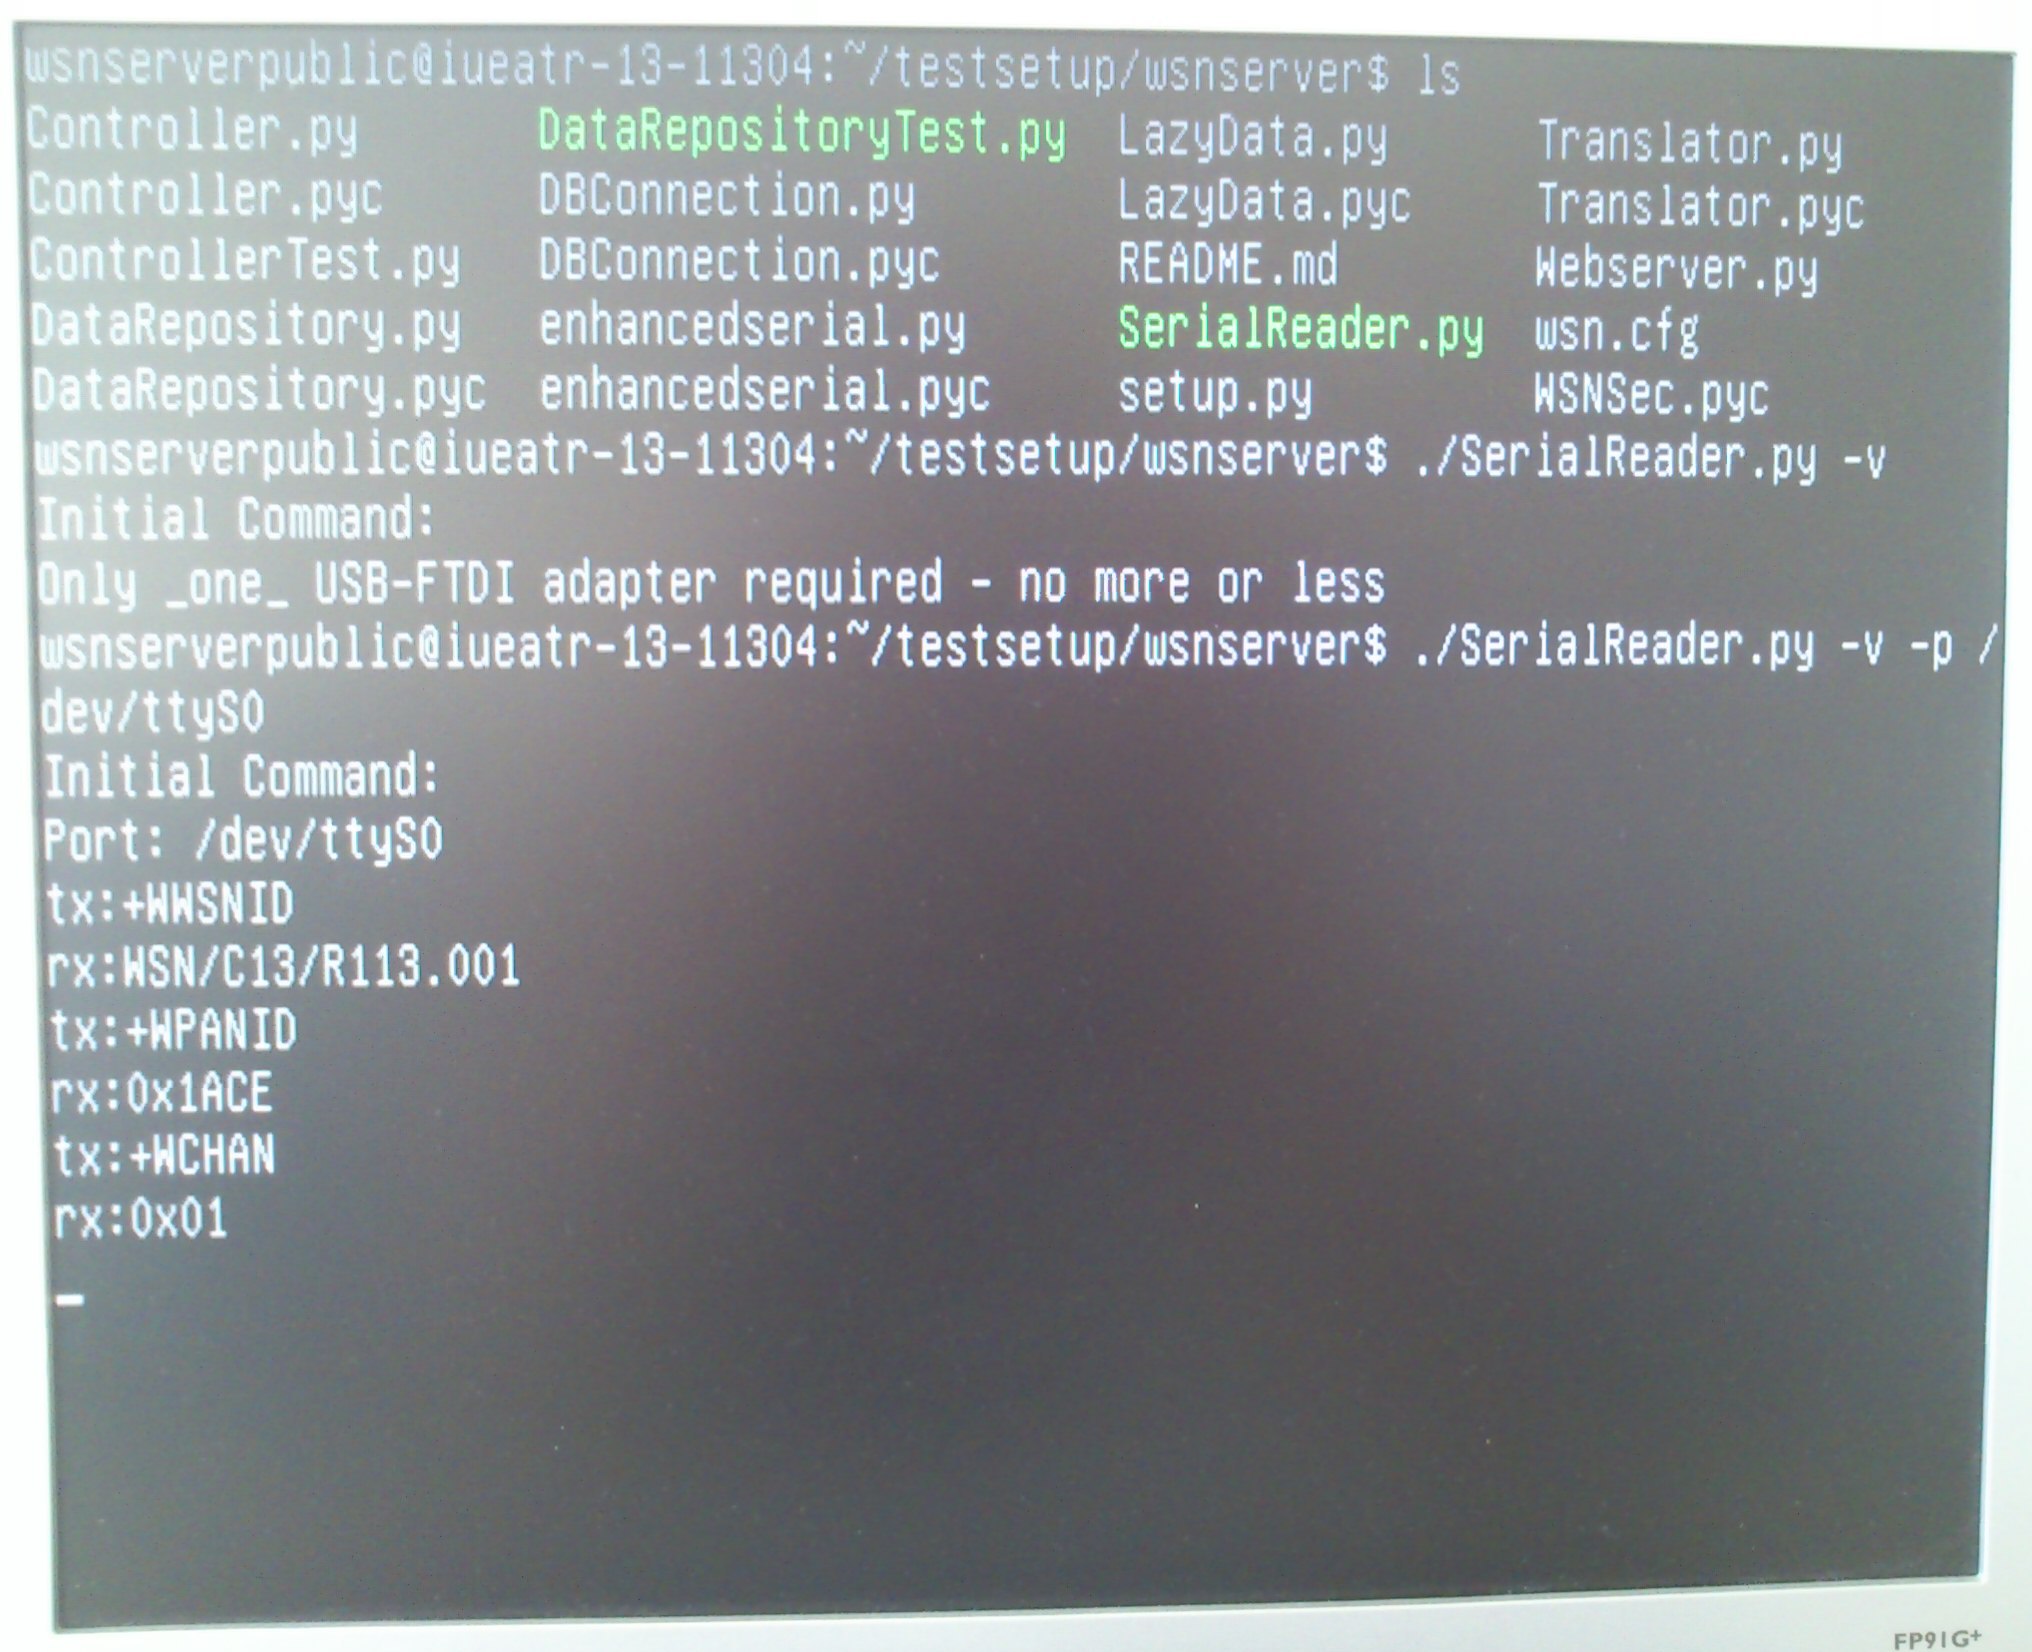 wsnserverpublic@iueatr-13-11304:~/testsetup/wsnserver$ ls
Controller.py DataRepositoryTest.py LazyData.py Translator.py
Controller.pyc DBConnection.py LazyData.pyc Translator.pyc
ControllerTest.py DBConnection.pyc README.md Webserver.py
DataRepository.py enhancedserial.py SerialReader.py wsn.cfg
DataRepository.pyc enhancedserial.pyc setup.py WSNSec.pyc
wsnserverpublic@iueatr-13-11304:~/testsetup/wsnserver$ ./SerialReader.py -v
Initial Command:
Only _one_ USB-FTDI adapter required - no more or less
wsnserverpublic@iueatr-13-11304:~/testsetup/wsnserver$ ./SerialReader.py -v -p /
dev/ttyS0
Initial Command:
Port: /dev/ttyS0
tx:+WWSNID
rx:WSN/C13/R113.001
tx:+WPANID
rx:0x1ACE
tx:+WCHAN
rx:0x01
FP91G+